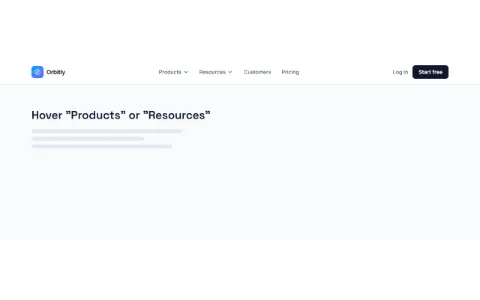 Orbitly Products Resources Customers Pricing Log in Start free
Hover "Products" or "Resources"